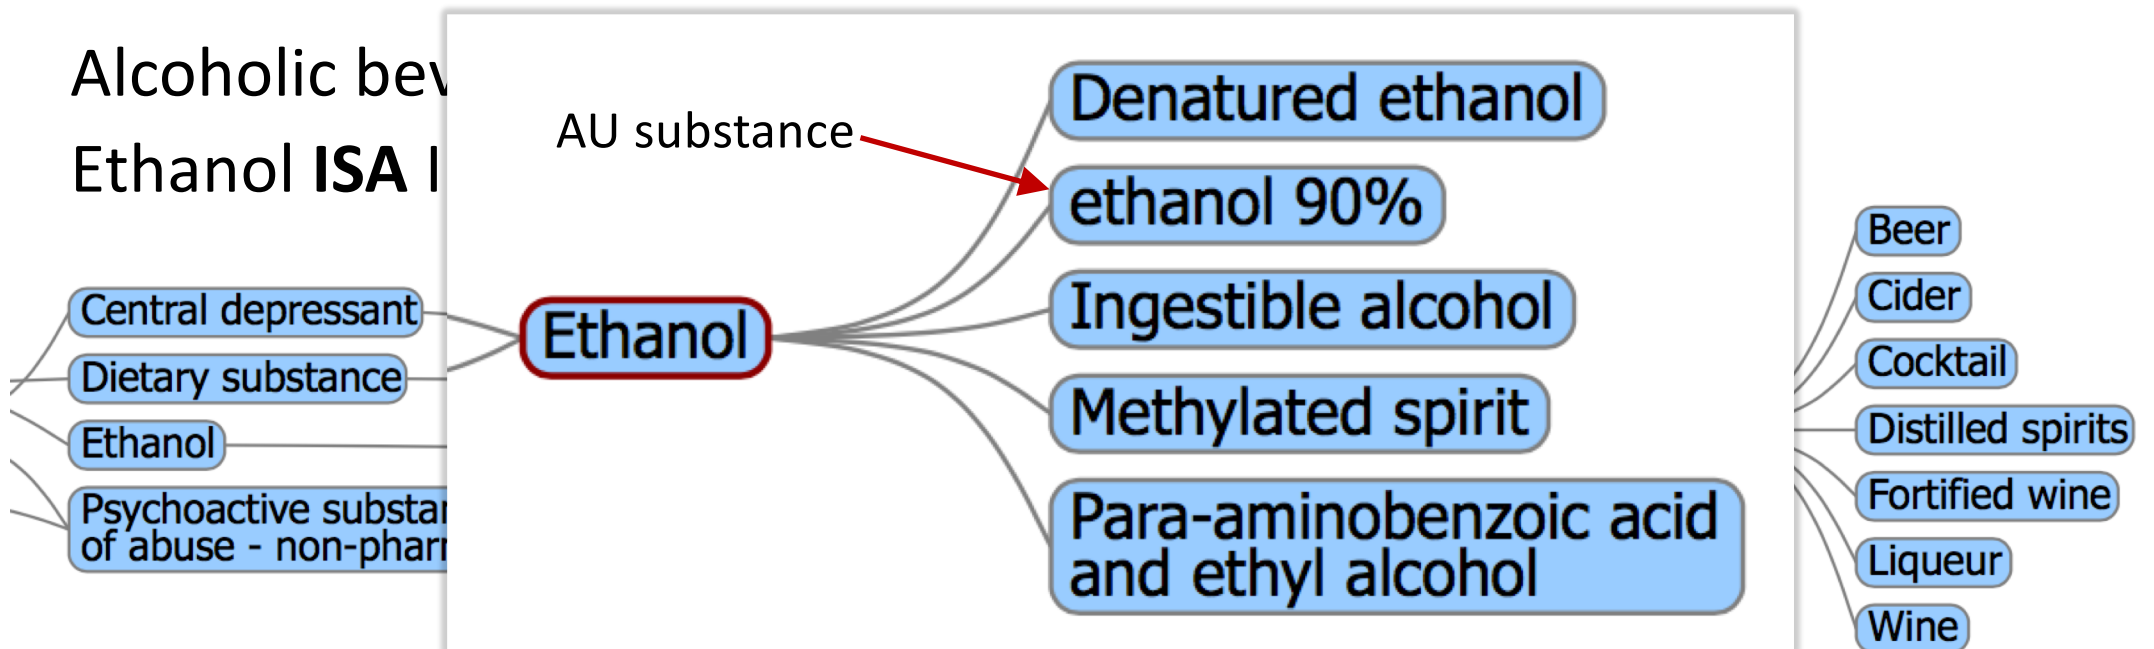 Alcoholic bev
Ethanol ISA I
AU substance
Central depressant
Dietary substance
Ethanol
Psychoactive substan
of abuse - non-pharm
Ethanol
Denatured ethanol
ethanol 90%
Ingestible alcohol
Methylated spirit
Para-aminobenzoic acid
and ethyl alcohol
Beer
Cider
Cocktail
Distilled spirits
Fortified wine
Liqueur
Wine